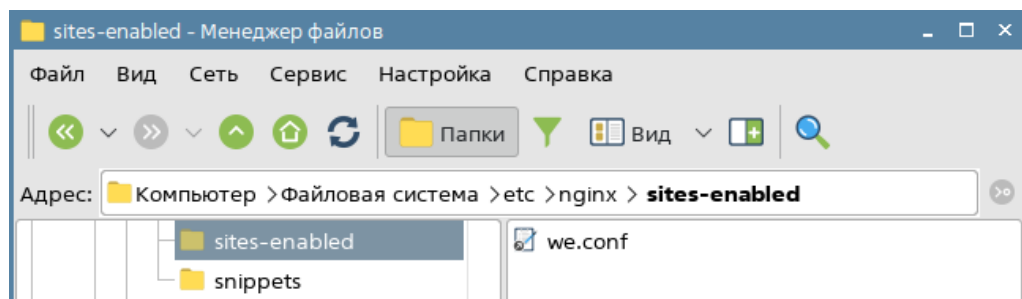 sites-enabled - Менеджер файлов
Файл Вид Сеть Сервис Настройка Справка
Папки Вид
Адрес: Компьютер >Файловая система >etc >nginx > sites-enabled
sites-enabled we.conf
snippets